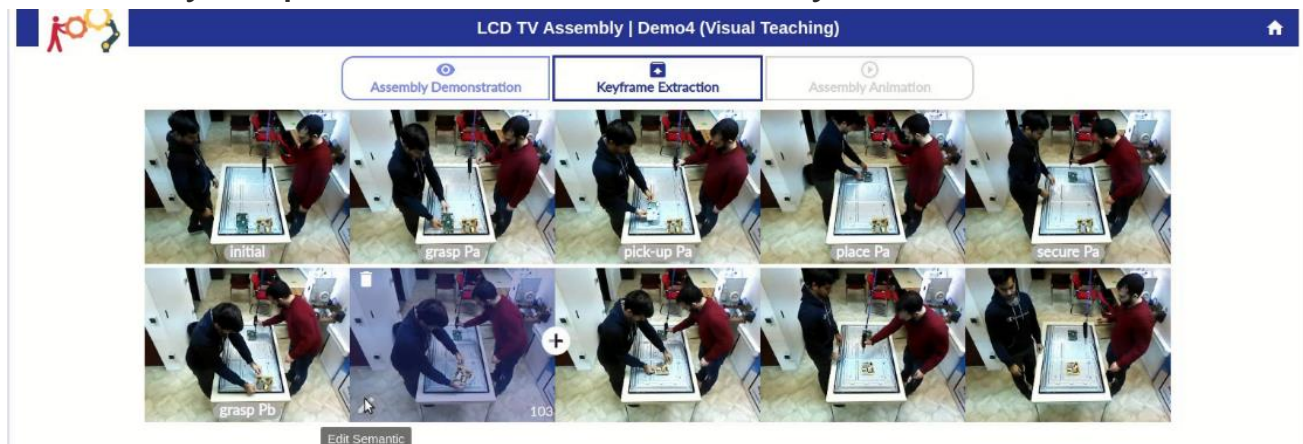 LCD TV Assembly | Demo4 (Visual Teaching)
Assembly Demonstration
Keyframe Extraction
Assembly Animation
initial
grasp Pa
pick-up Pa
place Pa
secure Pa
grasp Pb
103
Edit Semantic